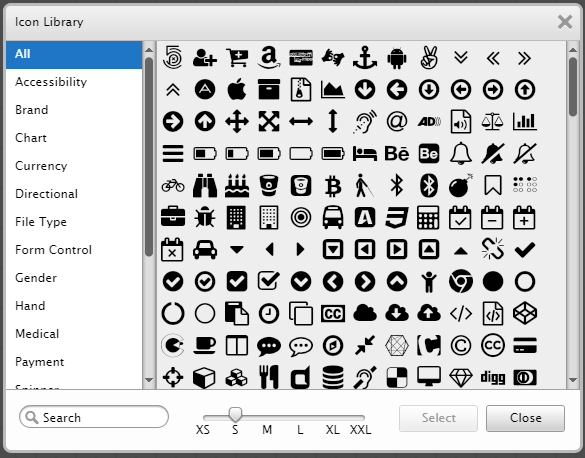 Icon Library
All
Accessibility
Brand
Chart
Currency
Directional
File Type
Form Control
Gender
Hand
Medical
Payment
Search
XS S M L XL XXL
Select
Close